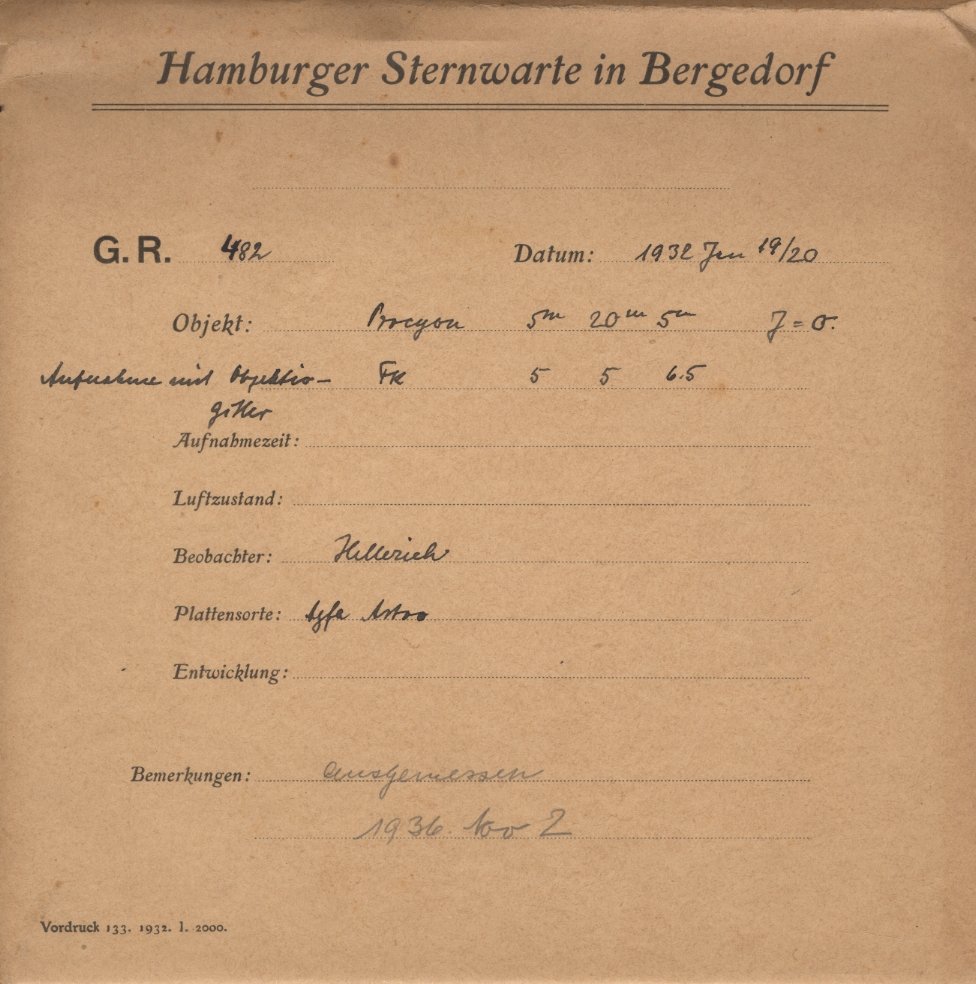 Hamburger Sternwarte in Bergedorf
G. R. 482 Datum: 1932 Jan 19/20
Objekt: Procyon 5m 20m 5m J = 0.
Aufnahme mit Objektiv- FK 5 5 6.5
gitter
Aufnahmezeit:
Luftzustand:
Beobachter: Hellerich
Plattensorte: Agfa Astro
Entwicklung:
Bemerkungen: ausgemessen
1936 Nov 2
Vordruck 133. 1932. 1. 2000.